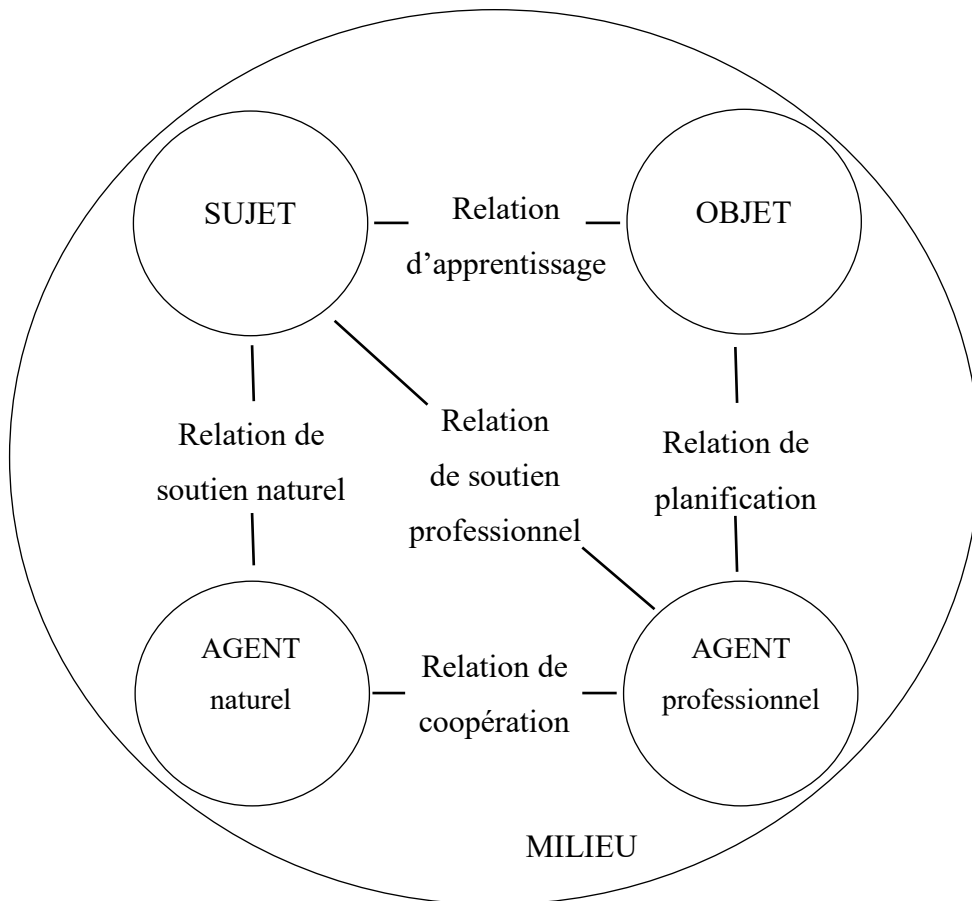 SUJET
Relation
d’apprentissage
OBJET
Relation de
soutien naturel
Relation
de soutien
professionnel
Relation de
planification
AGENT
naturel
Relation de
coopération
AGENT
professionnel
MILIEU